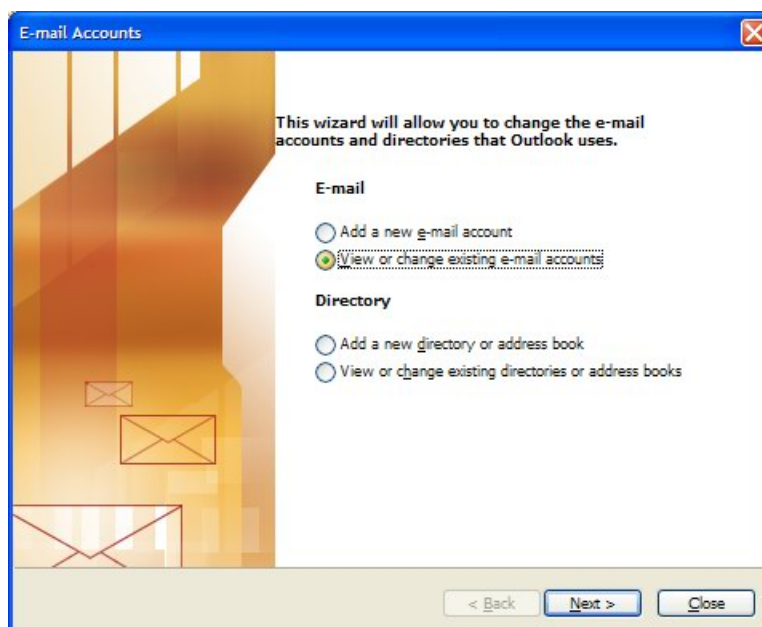 E-mail Accounts
This wizard will allow you to change the e-mail
accounts and directories that Outlook uses.
E-mail
Add a new e-mail account
View or change existing e-mail accounts
Directory
Add a new directory or address book
View or change existing directories or address books
< Back
Next >
Close